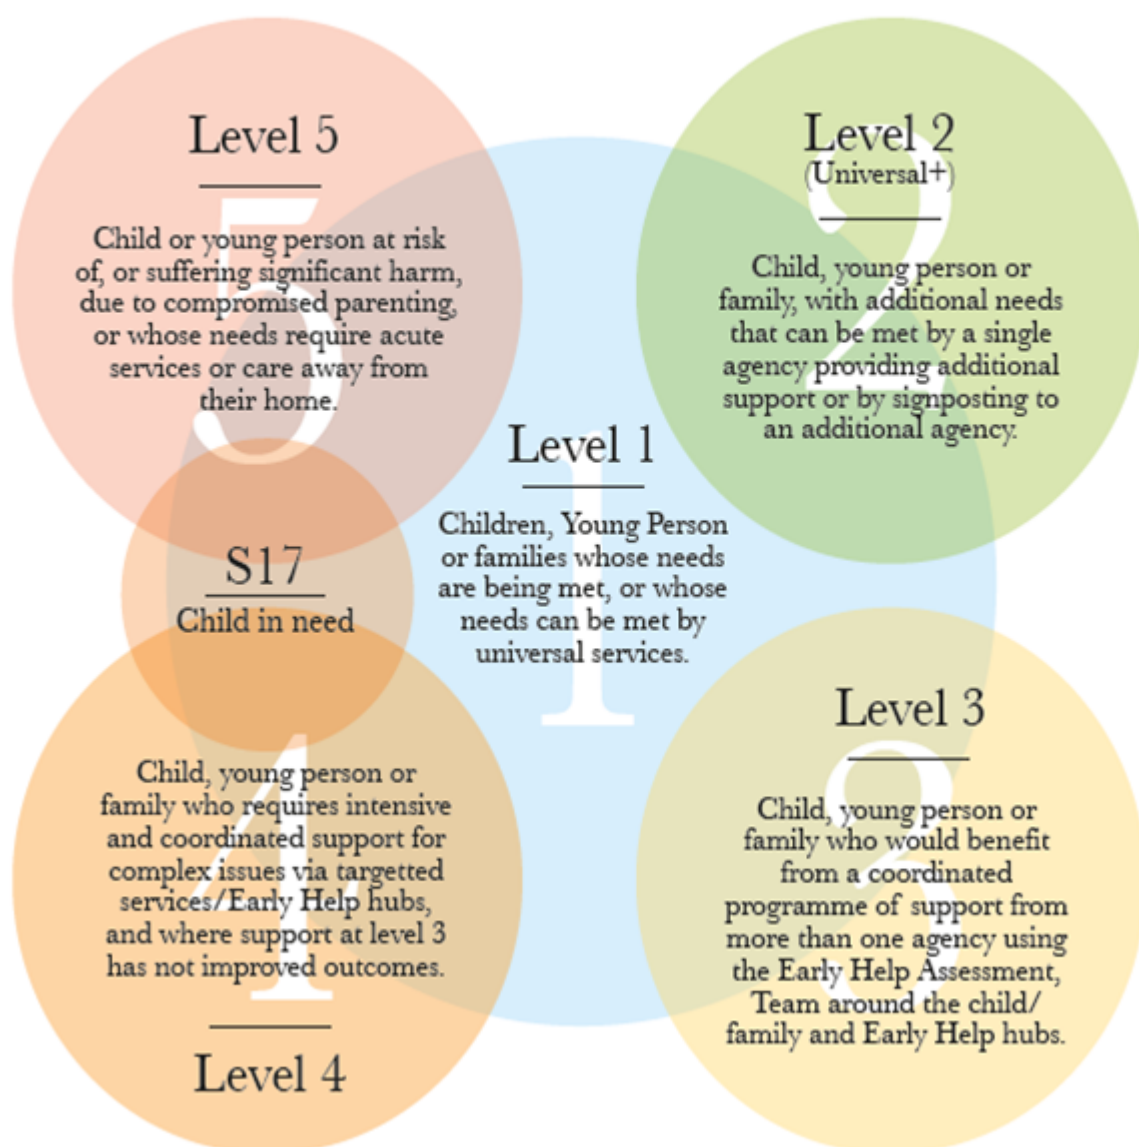 Level 5
5
Child or young person at risk
of, or suffering significant harm,
due to compromised parenting,
or whose needs require acute
services or care away from
their home.
Level 2
(Universal+)
2
Child, young person or
family, with additional needs
that can be met by a single
agency providing additional
support or by signposting to
an additional agency.
Level 1
1
Children, Young Person
or families whose needs
are being met, or whose
needs can be met by
universal services.
S17
Child in need
4
Child, young person or
family who requires intensive
and coordinated support for
complex issues via targetted
services/Early Help hubs,
and where support at level 3
has not improved outcomes.
Level 4
Level 3
3
Child, young person or
family who would benefit
from a coordinated
programme of support from
more than one agency using
the Early Help Assessment,
Team around the child/
family and Early Help hubs.